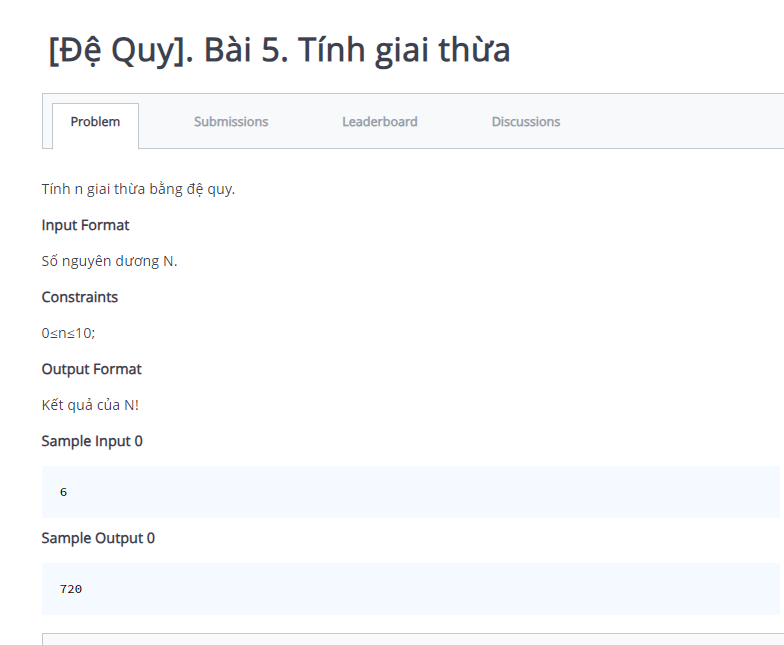 [Đệ Quy]. Bài 5. Tính giai thừa
Problem Submissions Leaderboard Discussions
Tính n giai thừa bằng đệ quy.
Input Format
Số nguyên dương N.
Constraints
0≤n≤10;
Output Format
Kết quả của N!
Sample Input 0
6
Sample Output 0
720